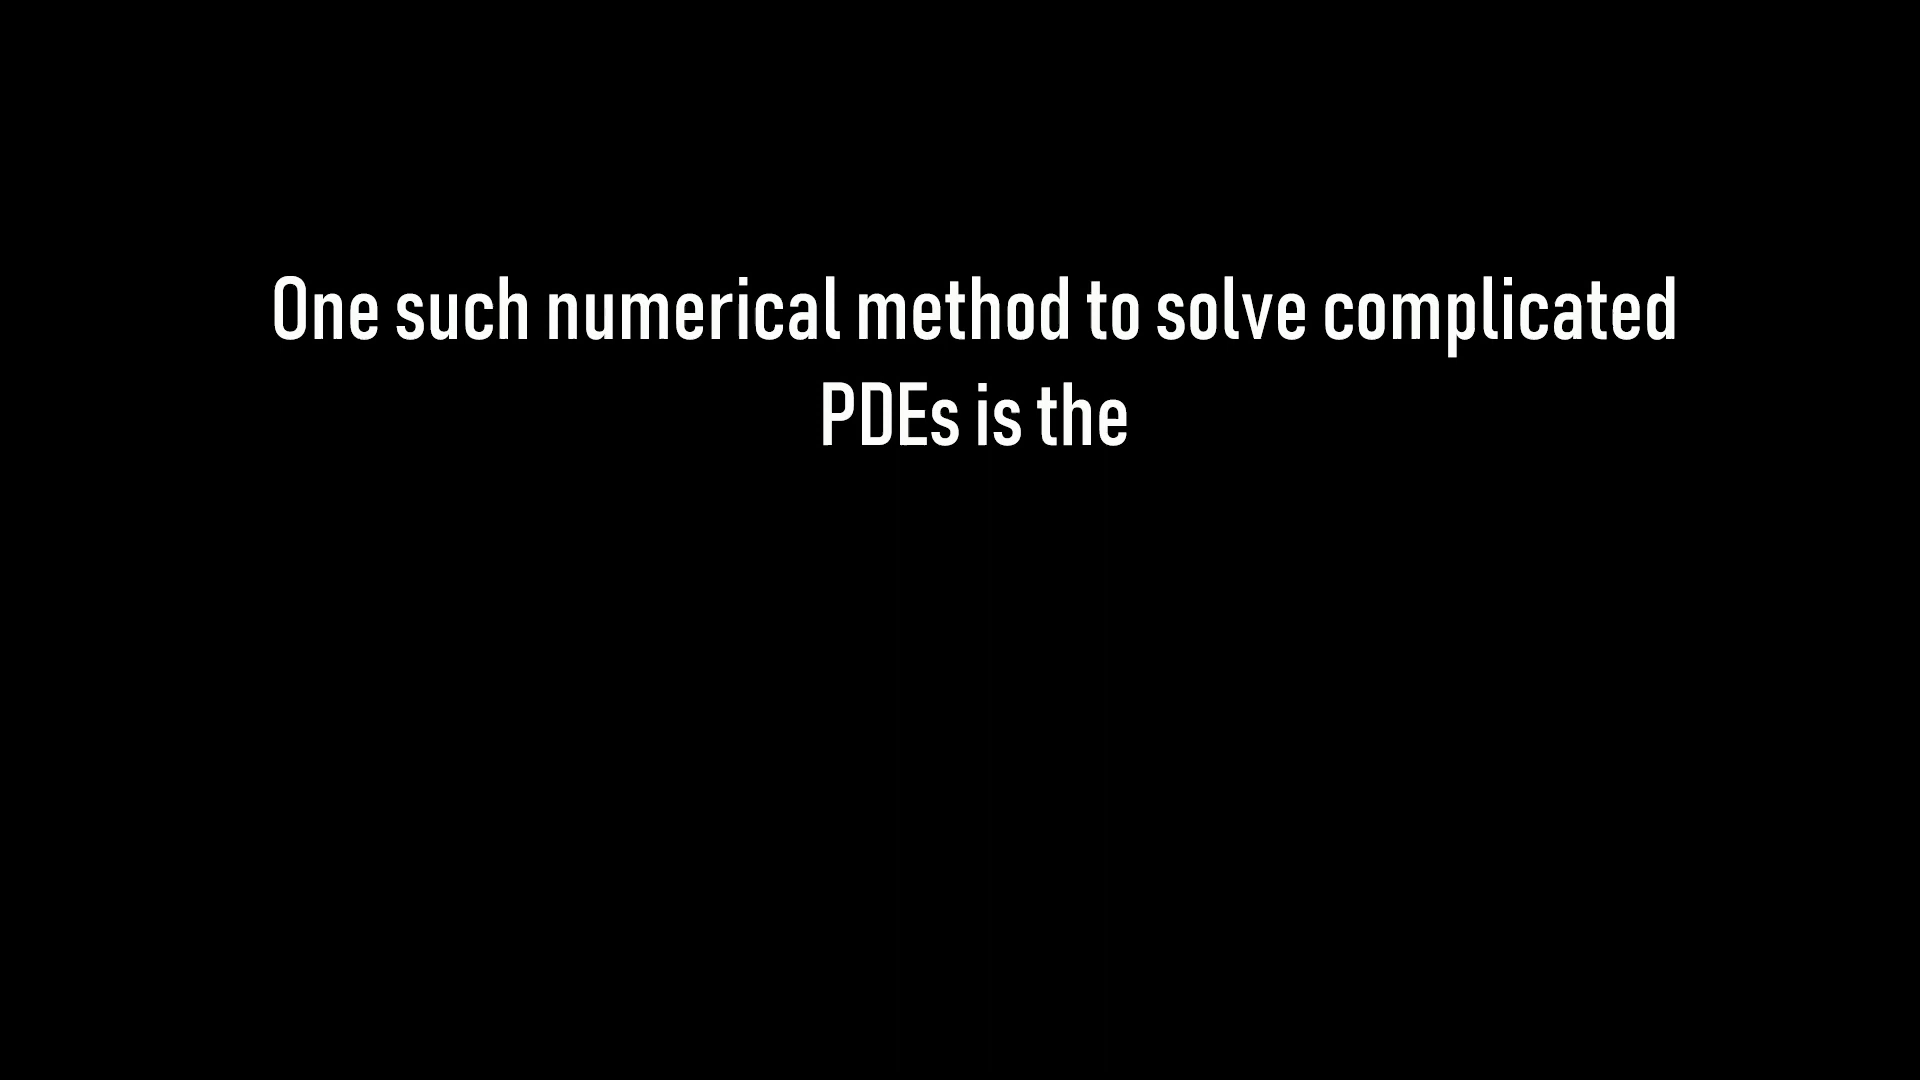 One such numerical method to solve complicated
PDEs is the